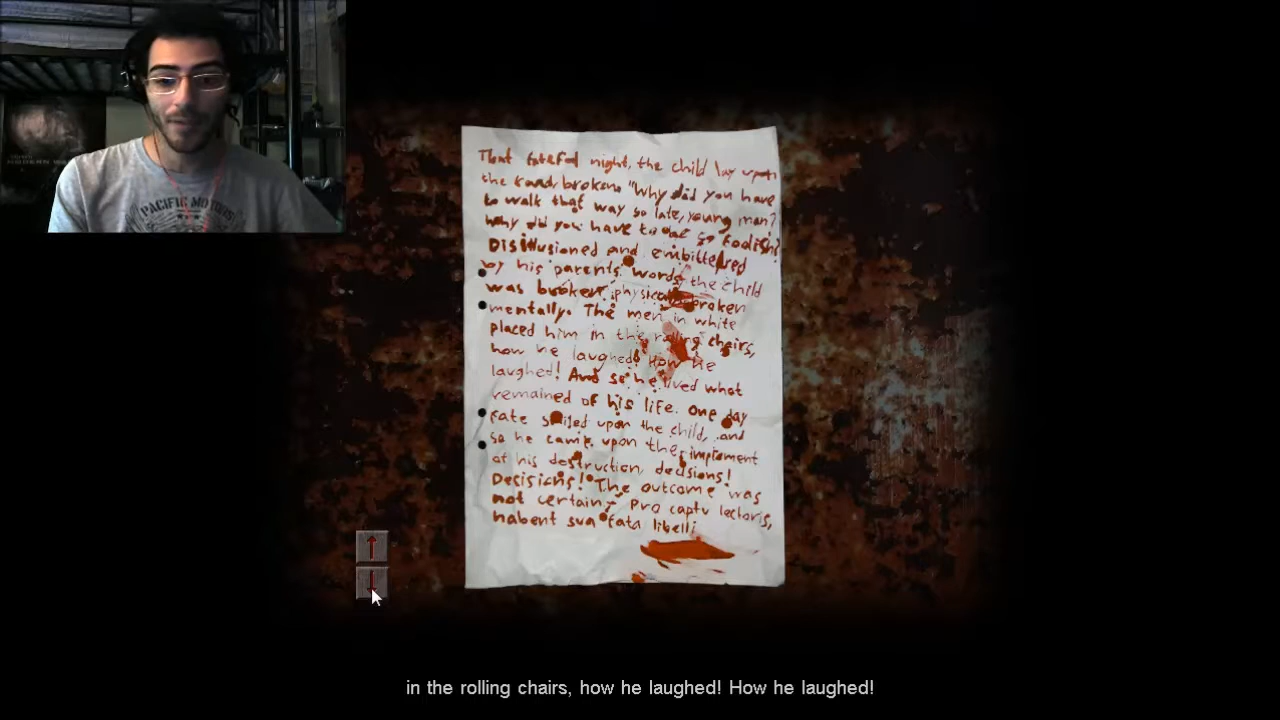 PACIFIC MOTORS
That fateful night, the child lay upon
the road, broken. "Why did you have
to walk that way so late, young man?
Why did you have to be so foolish?
Disillusioned and embittered
by his parents' words the child
was broken, physically broken
mentally. The men in white
placed him in the rolling chairs,
how he laughed! How he
laughed! And so he lived what
remained of his life. One day
fate smiled upon the child, and
so he came upon the implement
of his destruction, decisions!
Decisions! The outcome was
not certain- pro captu lectoris,
habent sua fata libelli
in the rolling chairs, how he laughed! How he laughed!